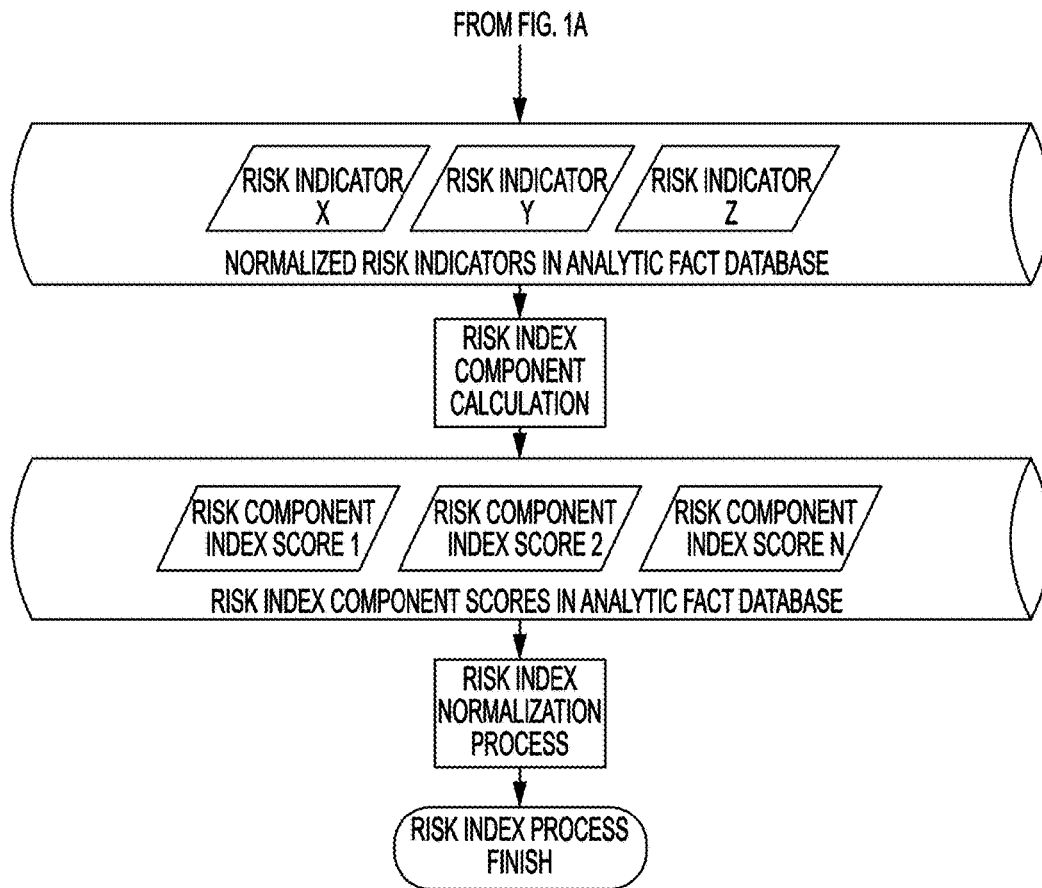 FROM FIG. 1A
RISK INDICATOR
X
RISK INDICATOR
Y
RISK INDICATOR
Z
NORMALIZED RISK INDICATORS IN ANALYTIC FACT DATABASE
RISK INDEX
COMPONENT
CALCULATION
RISK COMPONENT
INDEX SCORE 1
RISK COMPONENT
INDEX SCORE 2
RISK COMPONENT
INDEX SCORE N
RISK INDEX COMPONENT SCORES IN ANALYTIC FACT DATABASE
RISK INDEX
NORMALIZATION
PROCESS
RISK INDEX PROCESS
FINISH